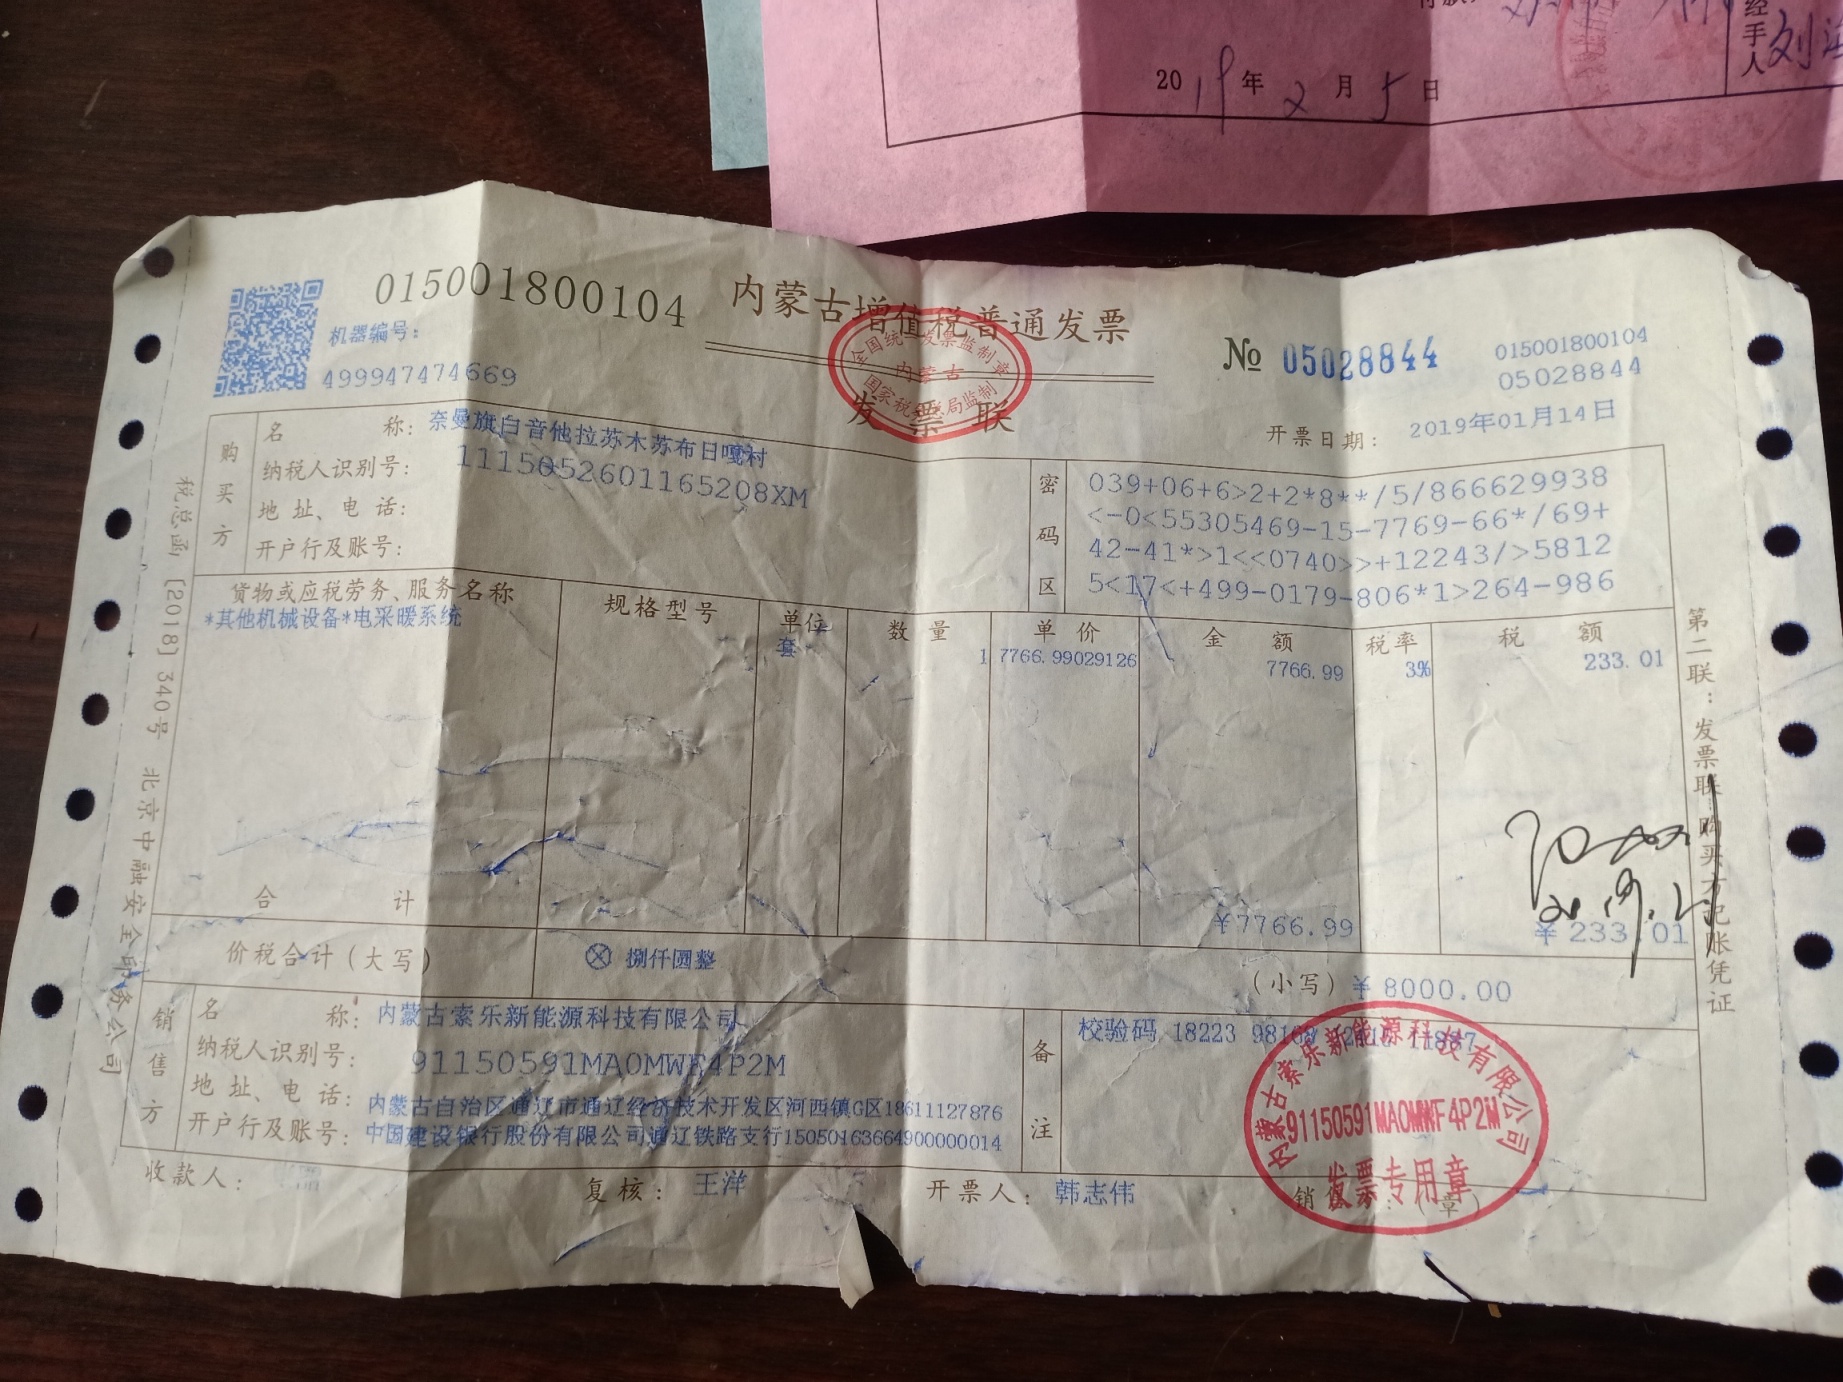 2019年2月5日
经手人
015001800104
内蒙古增值税普通发票
发票联
全国统一发票监制章
内蒙古
国家税务总局监制
№ 05028844
015001800104
05028844
机器编号:
499947474669
开票日期: 2019年01月14日
购买方
名称: 奈曼旗白音他拉苏木苏布日嘎村
纳税人识别号: 1115052601165208XM
地址、电话:
开户行及账号:
密码区
039+06+6>2+2*8**/5/866629938
<-0<55305469-15-7769-66*/69+
42-41*>1<<0740>>+12243/>5812
5<17<+499-0179-806*1>264-986
货物或应税劳务、服务名称 规格型号 单位 数量 单价 金额 税率 税额
*其他机械设备*电采暖系统 套 1 7766.99029126 7766.99 3% 233.01
合计 ¥7766.99 ¥233.01
价税合计(大写) ⊗ 捌仟圆整 (小写) ¥8000.00
销售方
名称: 内蒙古索乐新能源科技有限公司
纳税人识别号: 91150591MA0MWF4P2M
地址、电话: 内蒙古自治区通辽市通辽经济技术开发区河西镇G区18611127876
开户行及账号: 中国建设银行股份有限公司通辽铁路支行15050163664900000014
备注
校验码 18223
内蒙古索乐新能源科技有限公司
91150591MA0MWF4P2M
发票专用章
收款人:
复核: 王洋
开票人: 韩志伟
销售方:(章)
税总函[2018]340号 北京中融安全印务公司
第二联:发票联 购买方记账凭证